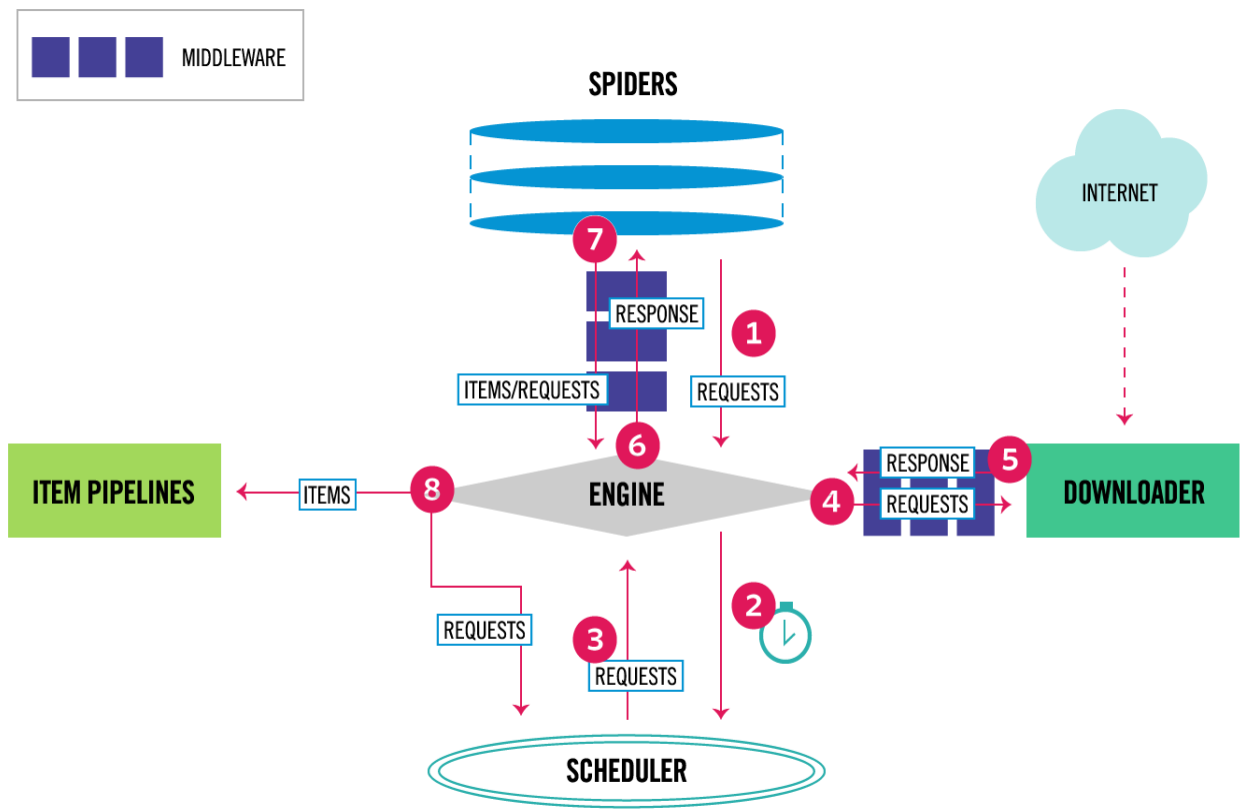 MIDDLEWARE
SPIDERS
INTERNET
7
RESPONSE
1
ITEMS/REQUESTS
REQUESTS
6
RESPONSE
5
ITEM PIPELINES
ITEMS
8
ENGINE
4
REQUESTS
DOWNLOADER
2
REQUESTS
3
REQUESTS
SCHEDULER